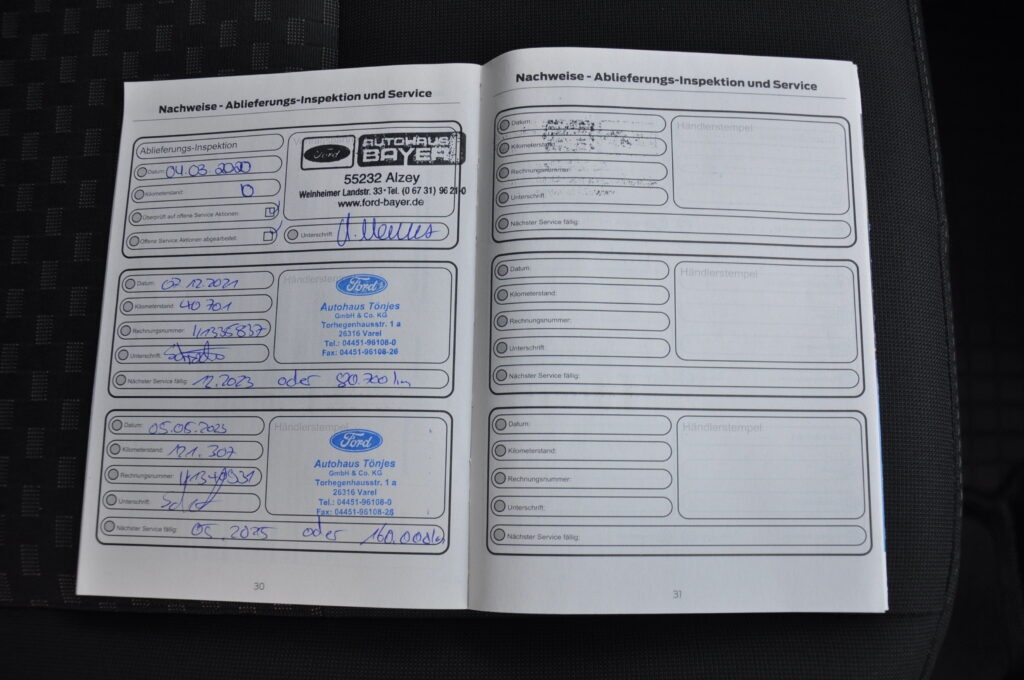 Nachweise - Ablieferungs-Inspektion und Service
Ablieferungs-Inspektion
Datum: 04.03 2020
Kilometerstand: 0
Überprüft auf offene Service Aktionen:
Offene Service Aktionen abgearbeitet:
Ford
AUTOHAUS
BAYER
55232 Alzey
Weinheimer Landstr. 33 · Tel. (0 67 31) 96 21-0
www.ford-bayer.de
Unterschrift:
Datum: 02.12.2021
Kilometerstand: 40 701
Rechnungsnummer:
Unterschrift:
Händlerstempel
Ford
Autohaus Tönjes
GmbH & Co. KG
Torhegenhausstr. 1 a
26316 Varel
Tel.: 04451-96108-0
Fax: 04451-96108-26
Nächster Service fällig: 12.2023 oder 80.700 km
Datum: 05.05.2023
Kilometerstand: 121.307
Rechnungsnummer:
Unterschrift:
Händlerstempel
Ford
Autohaus Tönjes
GmbH & Co. KG
Torhegenhausstr. 1 a
26316 Varel
Tel.: 04451-96108-0
Fax: 04451-96108-26
Nächster Service fällig: 05.2025 oder 160.000 km
30
Nachweise - Ablieferungs-Inspektion und Service
Datum:
Kilometerstand:
Rechnungsnummer:
Unterschrift:
Händlerstempel
Nächster Service fällig:
Datum:
Kilometerstand:
Rechnungsnummer:
Unterschrift:
Händlerstempel
Nächster Service fällig:
Datum:
Kilometerstand:
Rechnungsnummer:
Unterschrift:
Händlerstempel
Nächster Service fällig:
31